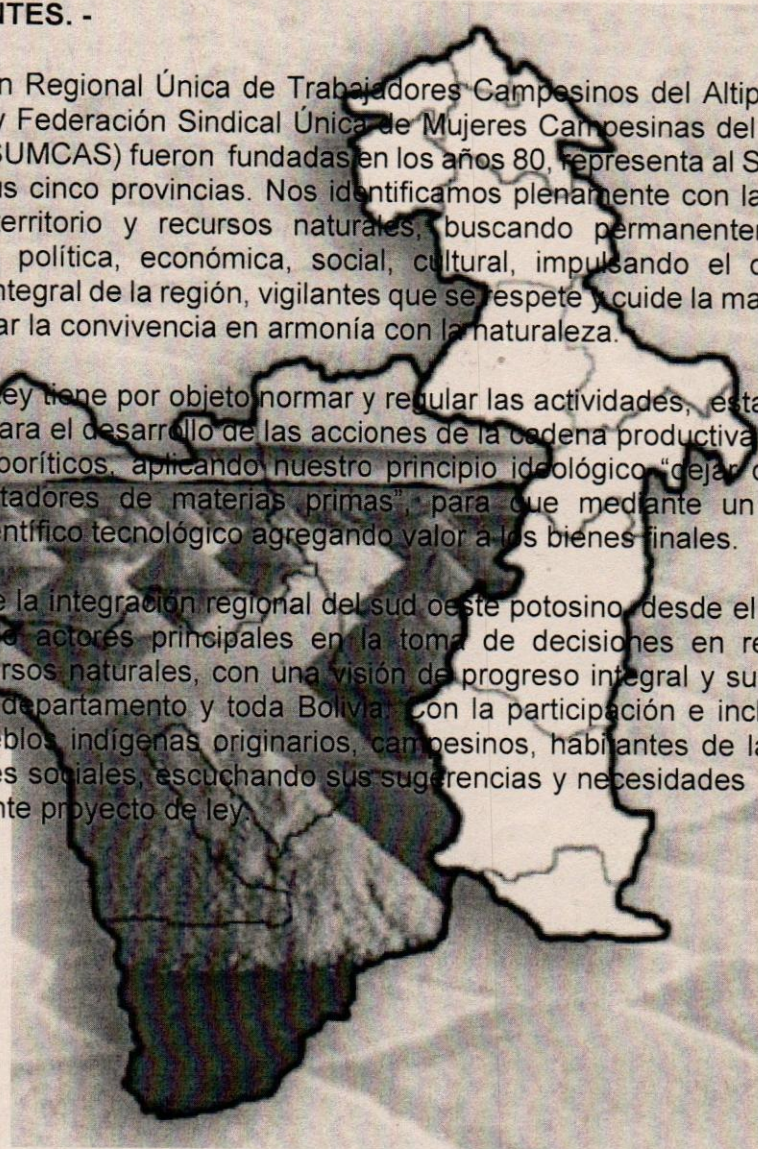 NTES. -
n Regional Única de Trabajadores Campesinos del Altip
y Federación Sindical Única de Mujeres Campesinas del
SUMCAS) fueron fundadas en los años 80, representa al S
us cinco provincias. Nos identificamos plenamente con la
territorio y recursos naturales, buscando permanenter
política, económica, social, cultural, impulsando el d
ntegral de la región, vigilantes que se respete y cuide la ma
ar la convivencia en armonía con la naturaleza.
ey tiene por objeto normar y regular las actividades, esta
para el desarrollo de las acciones de la cadena productiva
poríticos, aplicando nuestro principio ideológico “dejar d
tadores de materias primas”, para que mediante un
entífico tecnológico agregando valor a los bienes finales.
e la integración regional del sud oeste potosino desde el
o actores principales en la toma de decisiones en re
rsos naturales, con una visión de progreso integral y su
departamento y toda Bolivia. Con la participación e incl
eblos indígenas originarios, campesinos, habitantes de la
es sociales, escuchando sus sugerencias y necesidades
nte proyecto de ley.